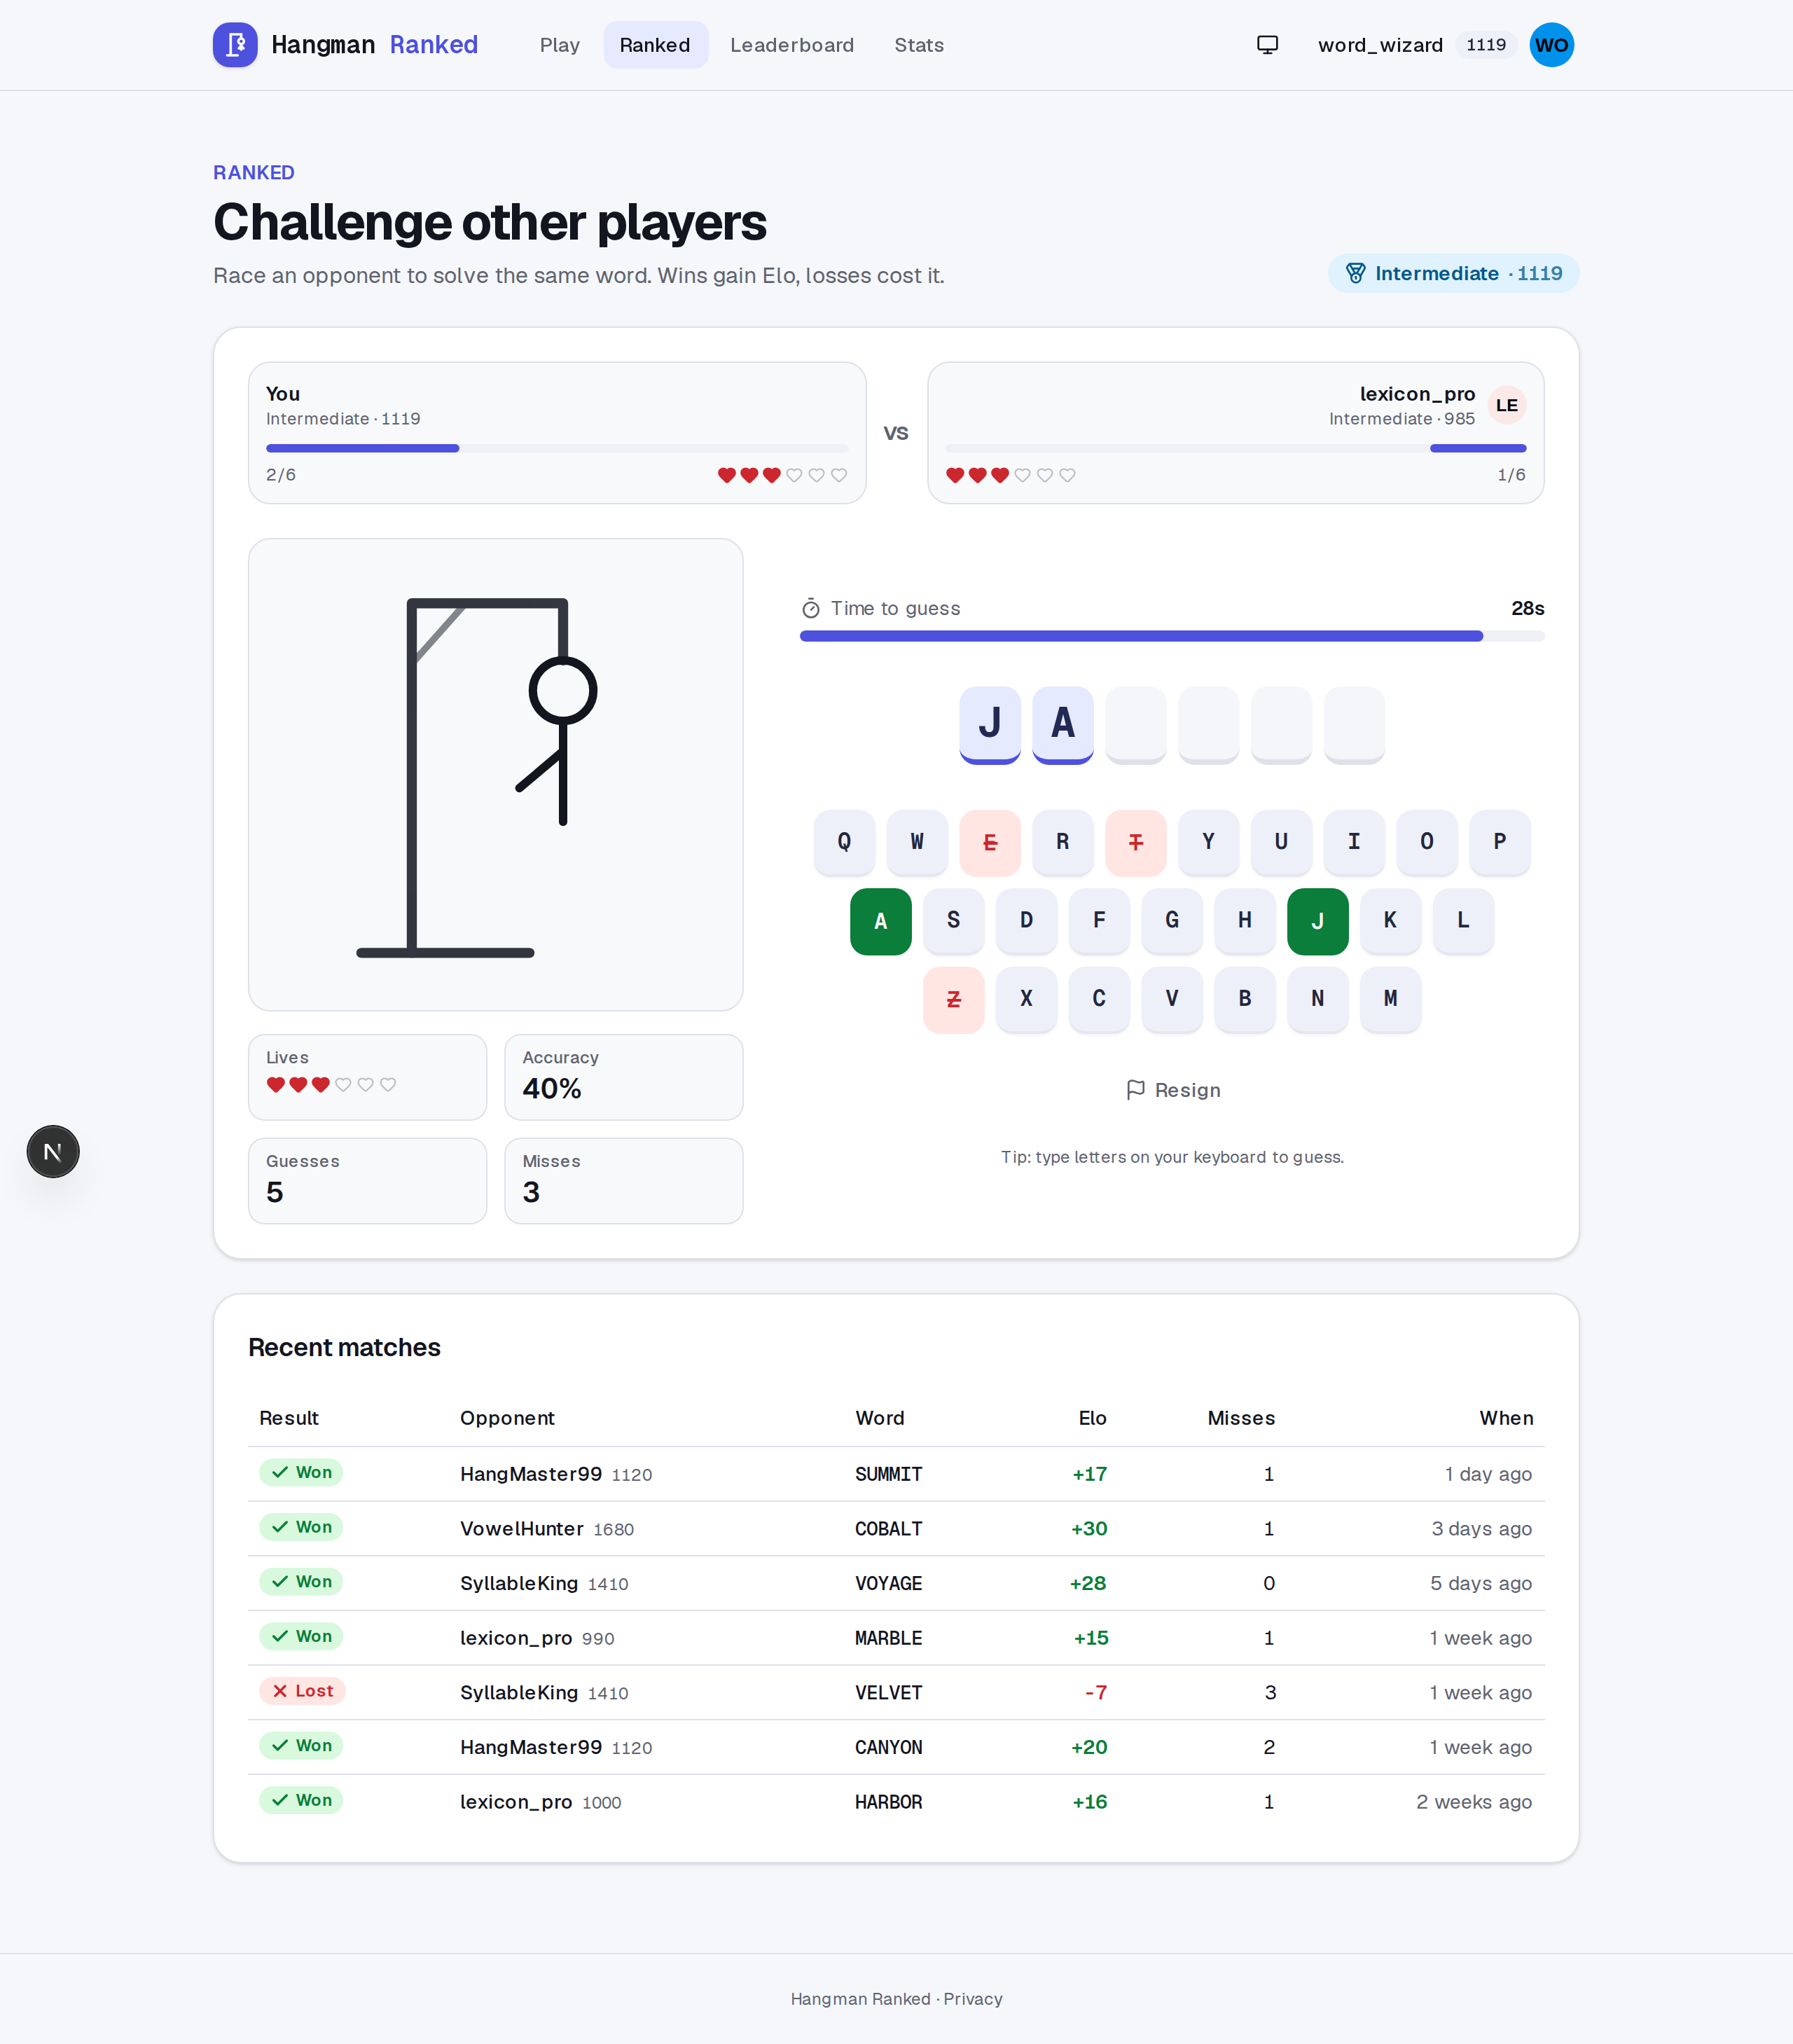 Hangman Ranked Play Ranked Leaderboard Stats word_wizard 1119 WO
RANKED
Challenge other players
Race an opponent to solve the same word. Wins gain Elo, losses cost it.
Intermediate · 1119
You
Intermediate · 1119
2/6
VS
lexicon_pro
Intermediate · 985
LE
1/6
Time to guess 28s
J A
Q W E R T Y U I O P
A S D F G H J K L
Z X C V B N M
Resign
Tip: type letters on your keyboard to guess.
Lives
Accuracy
40%
Guesses
5
Misses
3
N
Recent matches
Result Opponent Word Elo Misses When
Won HangMaster99 1120 SUMMIT +17 1 1 day ago
Won VowelHunter 1680 COBALT +30 1 3 days ago
Won SyllableKing 1410 VOYAGE +28 0 5 days ago
Won lexicon_pro 990 MARBLE +15 1 1 week ago
Lost SyllableKing 1410 VELVET -7 3 1 week ago
Won HangMaster99 1120 CANYON +20 2 1 week ago
Won lexicon_pro 1000 HARBOR +16 1 2 weeks ago
Hangman Ranked · Privacy